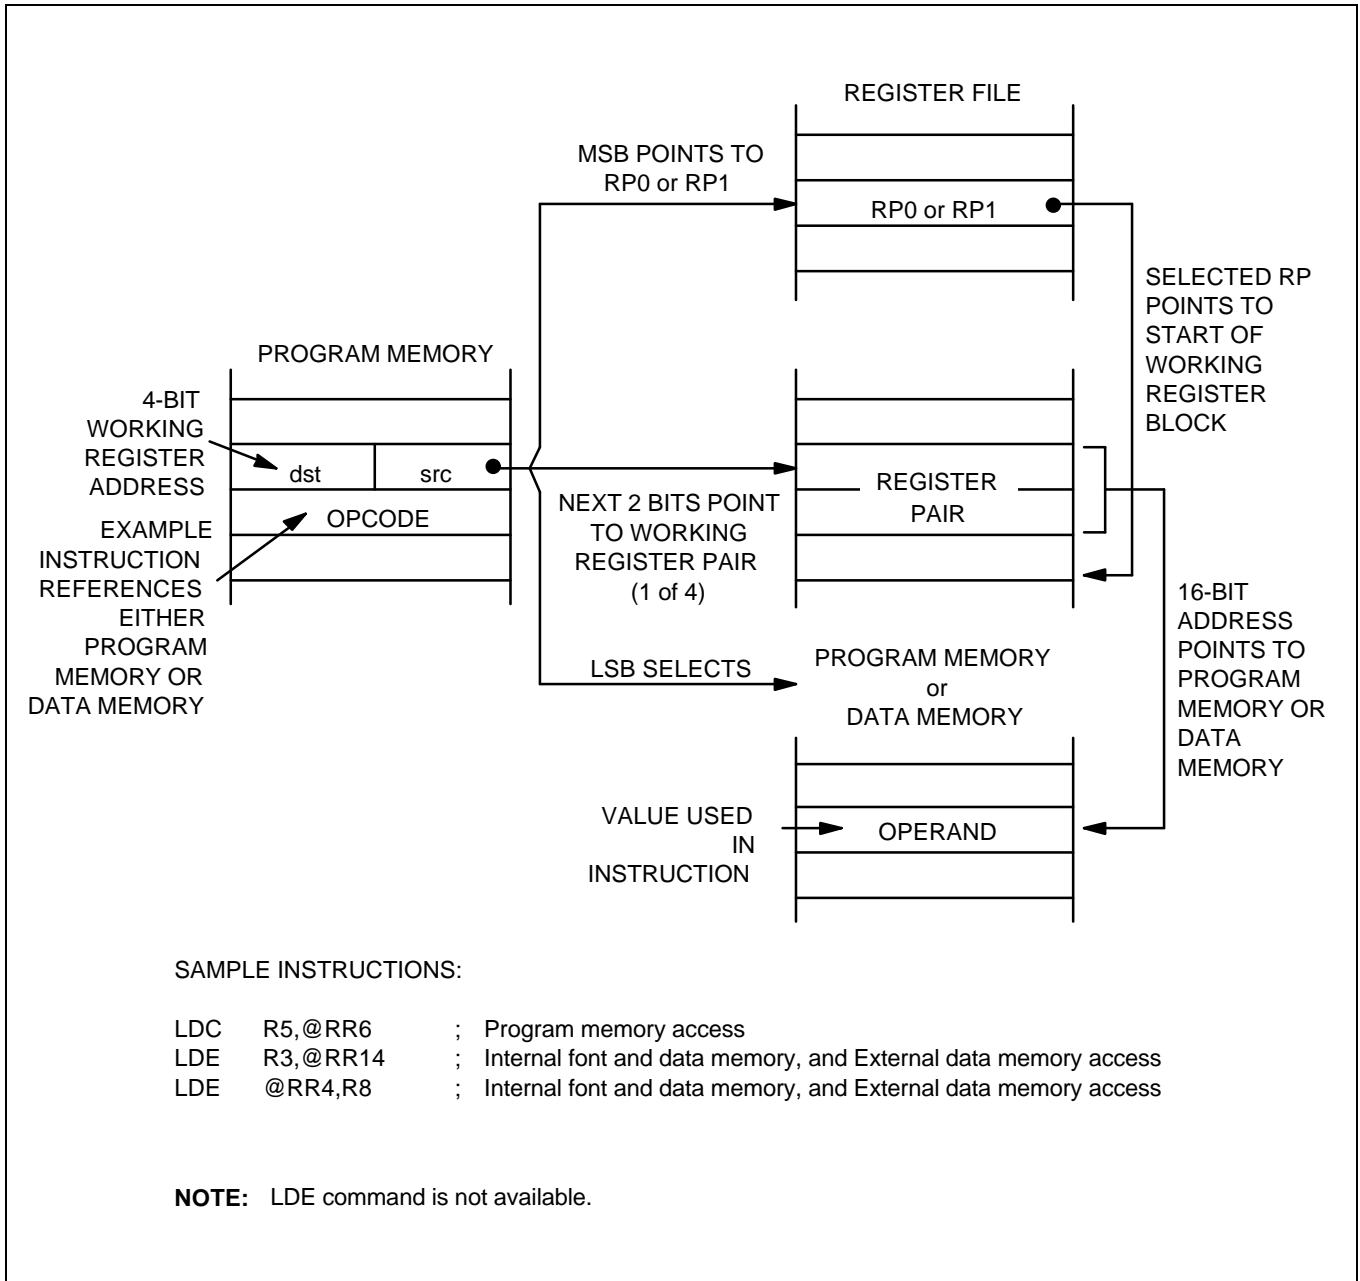 REGISTER FILE
MSB POINTS TO
RP0 or RP1
RP0 or RP1
SELECTED RP
POINTS TO
START OF
WORKING
REGISTER
BLOCK
PROGRAM MEMORY
4-BIT
WORKING
REGISTER
ADDRESS
dst
src
OPCODE
EXAMPLE
INSTRUCTION
REFERENCES
EITHER
PROGRAM
MEMORY OR
DATA MEMORY
NEXT 2 BITS POINT
TO WORKING
REGISTER PAIR
(1 of 4)
REGISTER
PAIR
LSB SELECTS
PROGRAM MEMORY
or
DATA MEMORY
16-BIT
ADDRESS
POINTS TO
PROGRAM
MEMORY OR
DATA
MEMORY
VALUE USED
IN
INSTRUCTION
OPERAND
SAMPLE INSTRUCTIONS:
LDC R5,@RR6 ; Program memory access
LDE R3,@RR14 ; Internal font and data memory, and External data memory access
LDE @RR4,R8 ; Internal font and data memory, and External data memory access
NOTE: LDE command is not available.